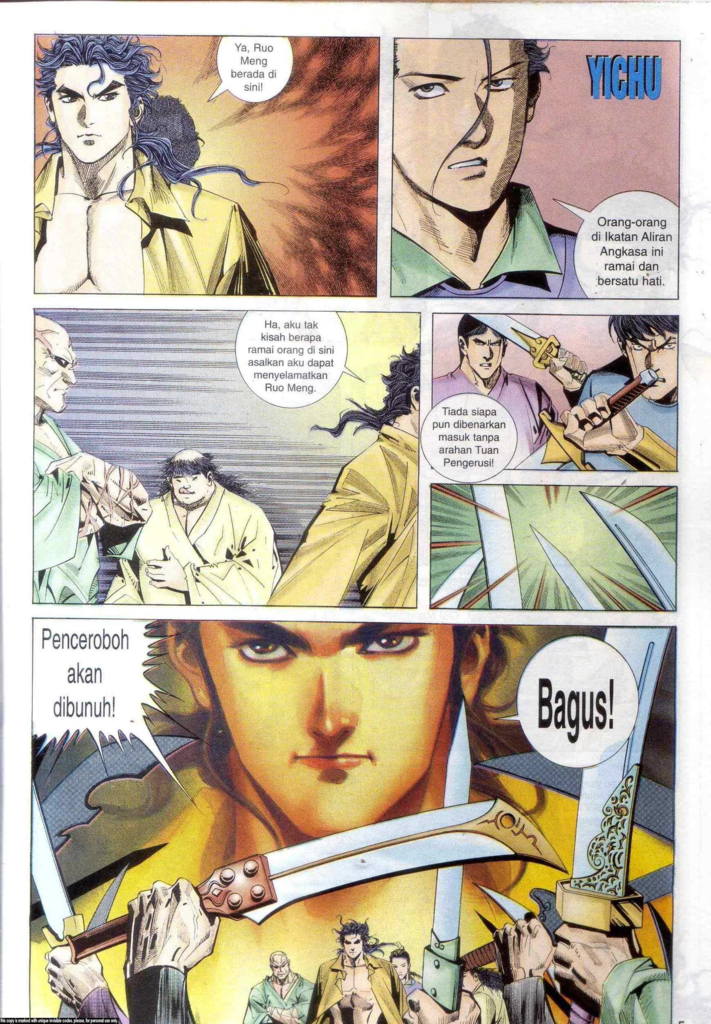 Ya, Ruo
Meng
berada di
sini!
YICHU
Orang-orang
di Ikatan Aliran
Angkasa ini
ramai dan
bersatu hati.
Ha, aku tak
kisah berapa
ramai orang di sini
asalkan aku dapat
menyelamatkan
Ruo Meng.
Tiada siapa
pun dibenarkan
masuk tanpa
arahan Tuan
Pengerusi!
Penceroboh
akan
dibunuh!
Bagus!
this copy is marked with unique invisible codes, please, for personal use only